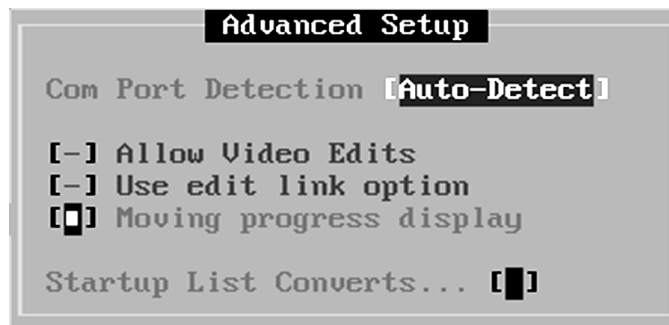 Advanced Setup
Com Port Detection [Auto-Detect]
[-] Allow Video Edits
[-] Use edit link option
[■] Moving progress display
Startup List Converts... [█]